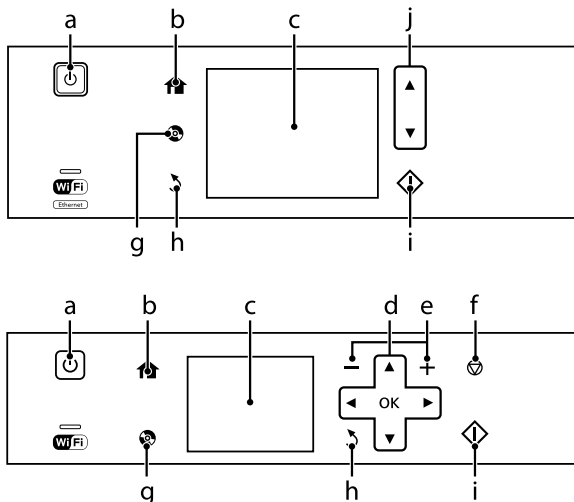 a b c j
WiFi
Ethernet
g h i
a b c d e f
OK
WiFi
g h i